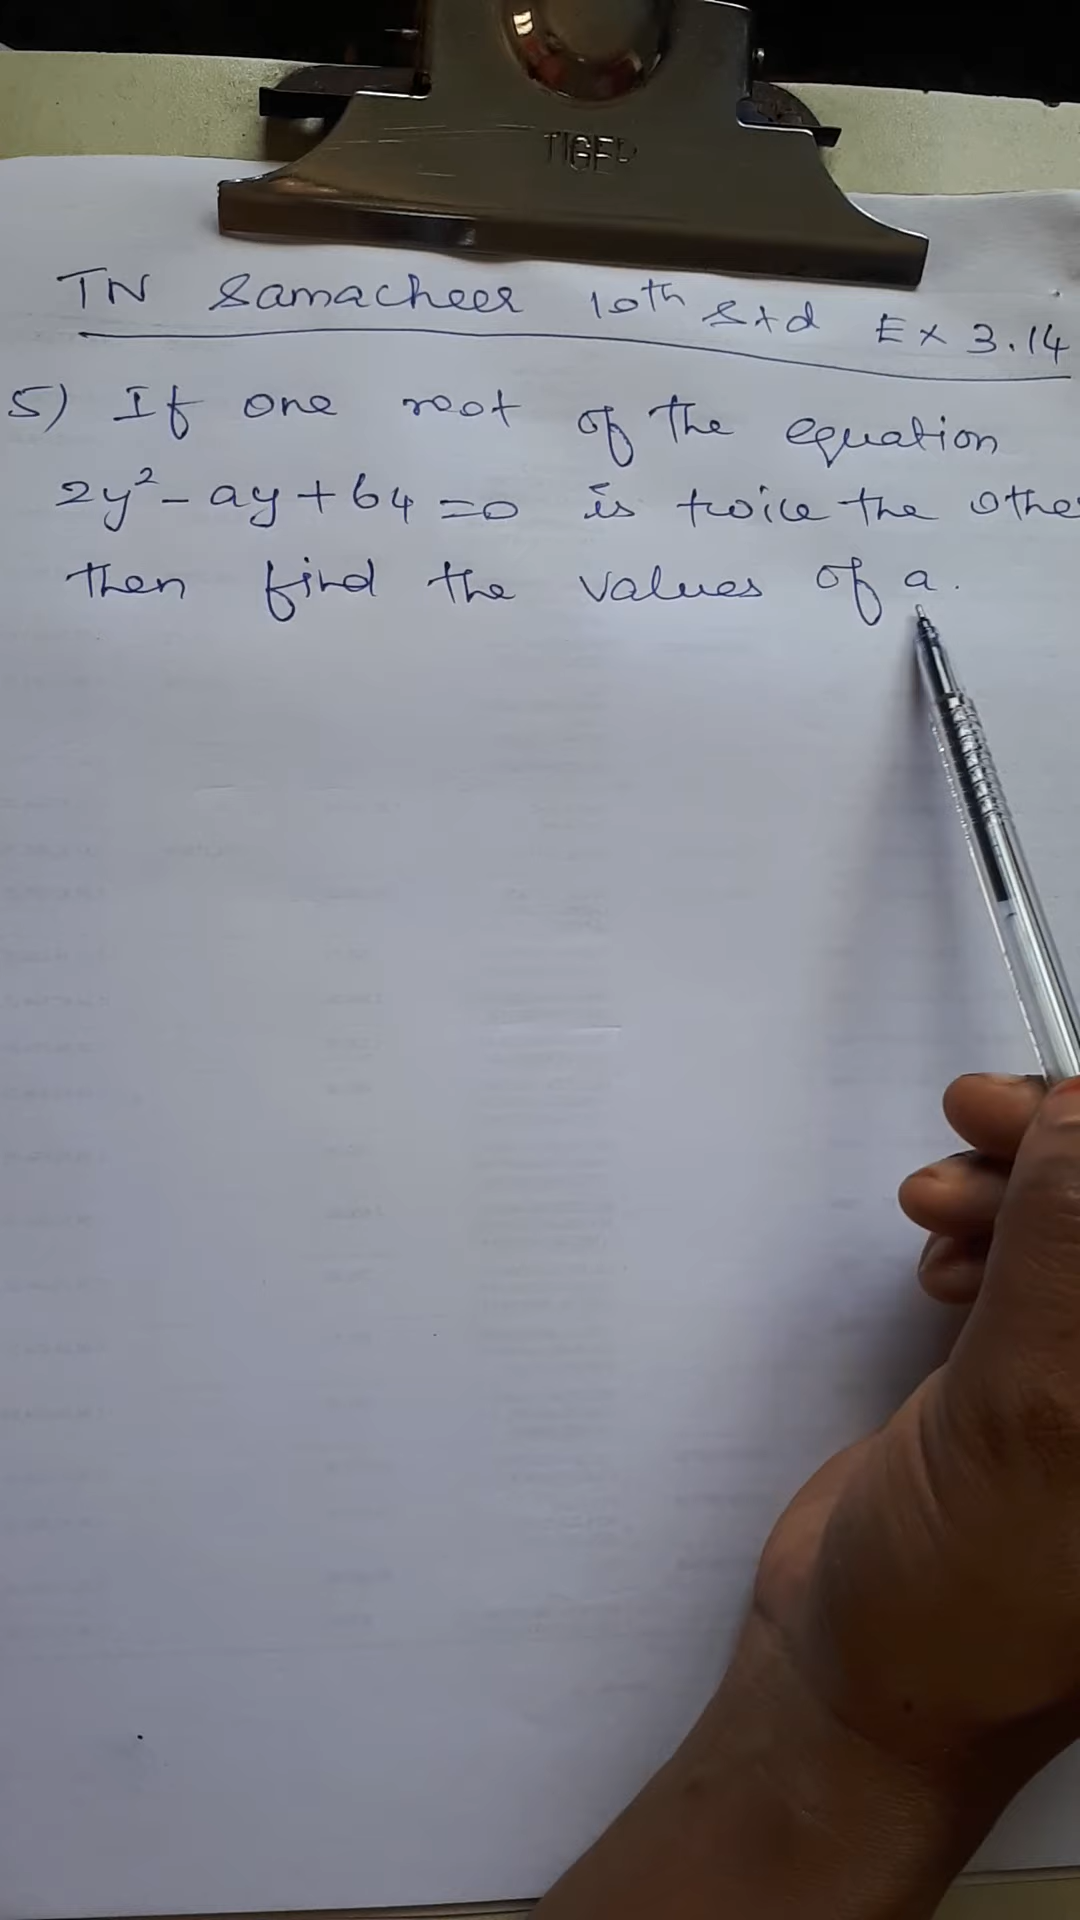 TIGER
TN Samacheer 10th Std Ex 3.14
5) If one root of the equation
2y² - ay + 64 = 0 is twice the othe
then find the values of a.